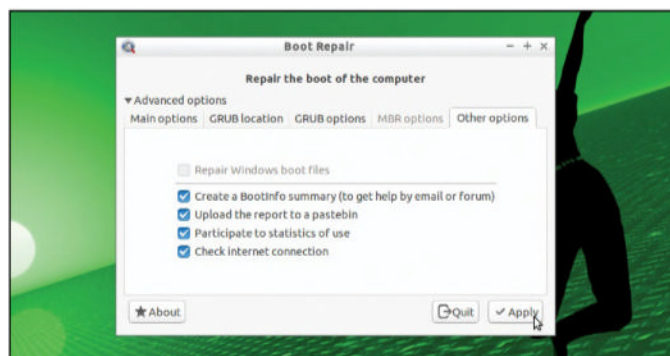 Boot Repair
Repair the boot of the computer
Advanced options
Main options GRUB location GRUB options MBR options Other options
Repair Windows boot files
Create a BootInfo summary (to get help by email or forum)
Upload the report to a pastebin
Participate to statistics of use
Check internet connection
About Quit Apply